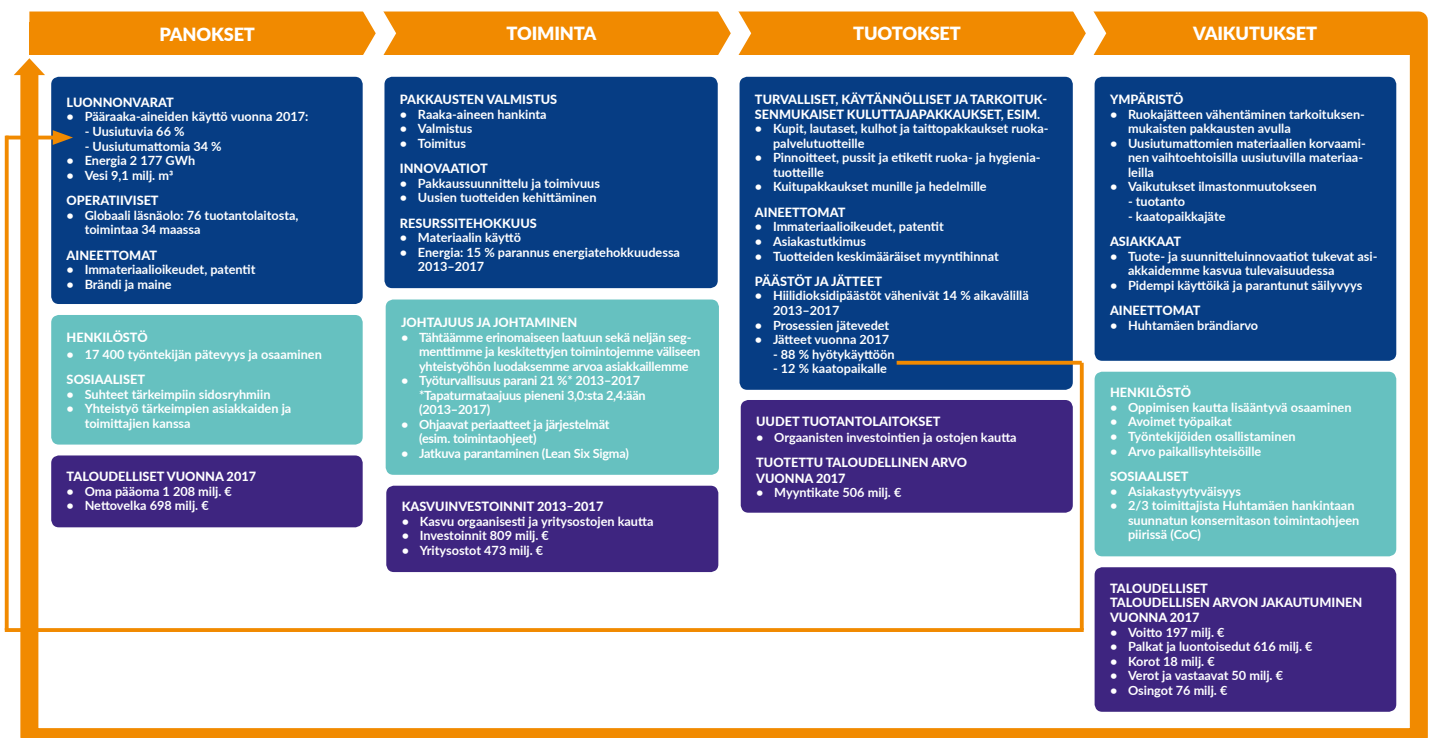 PANOKSET
LUONNONVARAT
• Pääraaka-aineiden käyttö vuonna 2017:
- Uusiutuvia 66 %
- Uusiutumattomia 34 %
• Energia 2 177 GWh
• Vesi 9,1 milj. m³
OPERATIIVISET
• Globaali läsnäolo: 76 tuotantolaitosta,
toimintaa 34 maassa
AINEETTOMAT
• Immateriaalioikeudet, patentit
• Brändi ja maine
HENKILÖSTÖ
• 17 400 työntekijän pätevyys ja osaaminen
SOSIAALISET
• Suhteet tärkeimpiin sidosryhmiin
• Yhteistyö tärkeimpien asiakkaiden ja
toimittajien kanssa
TALOUDELLISET VUONNA 2017
• Oma pääoma 1 208 milj. €
• Nettovelka 698 milj. €
TOIMINTA
PAKKAUSTEN VALMISTUS
• Raaka-aineen hankinta
• Valmistus
• Toimitus
INNOVAATIOT
• Pakkaussuunnittelu ja toimivuus
• Uusien tuotteiden kehittäminen
RESURSSITEHOKKUUS
• Materiaalin käyttö
• Energia: 15 % parannus energiatehokkuudessa
2013–2017
JOHTAJUUS JA JOHTAMINEN
• Tähtäämme erinomaiseen laatuun sekä neljän seg-
menttimme ja keskitettyjen toimintojemme väliseen
yhteistyöhön luodaksemme arvoa asiakkaillemme
• Työturvallisuus parani 21 %* 2013–2017
*Tapaturmataajuus pieneni 3,0:sta 2,4:ään
(2013–2017)
• Ohjaavat periaatteet ja järjestelmät
(esim. toimintaohjeet)
• Jatkuva parantaminen (Lean Six Sigma)
KASVUINVESTOINNIT 2013–2017
• Kasvu orgaanisesti ja yritysostojen kautta
• Investoinnit 809 milj. €
• Yritysostot 473 milj. €
TUOTOKSET
TURVALLISET, KÄYTÄNNÖLLISET JA TARKOITUK-
SENMUKAISET KULUTTAJAPAKKAUKSET, ESIM.
• Kupit, lautaset, kulhot ja taittopakkaukset ruoka-
palvelutuotteille
• Pinnoitteet, pussit ja etiketit ruoka- ja hygienia-
tuotteille
• Kuitupakkaukset munille ja hedelmille
AINEETTOMAT
• Immateriaalioikeudet, patentit
• Asiakastutkimus
• Tuotteiden keskimääräiset myyntihinnat
PÄÄSTÖT JA JÄTTEET
• Hiilidioksidipäästöt vähenivät 14 % aikavälillä
2013–2017
• Prosessien jätevedet
• Jätteet vuonna 2017
- 88 % hyötykäyttöön
- 12 % kaatopaikalle
UUDET TUOTANTOLAITOKSET
• Orgaanisten investointien ja ostojen kautta
TUOTETTU TALOUDELLINEN ARVO
VUONNA 2017
• Myyntikate 506 milj. €
VAIKUTUKSET
YMPÄRISTÖ
• Ruokajätteen vähentäminen tarkoituksen-
mukaisten pakkausten avulla
• Uusiutumattomien materiaalien korvaami-
nen vaihtoehtoisilla uusiutuvilla materiaa-
leilla
• Vaikutukset ilmastonmuutokseen
- tuotanto
- kaatopaikkajäte
ASIAKKAAT
• Tuote- ja suunnitteluinnovaatiot tukevat asi-
akkaidemme kasvua tulevaisuudessa
• Pidempi käyttöikä ja parantunut säilyvyys
AINEETTOMAT
• Huhtamäen brändiarvo
HENKILÖSTÖ
• Oppimisen kautta lisääntyvä osaaminen
• Avoimet työpaikat
• Työntekijöiden osallistaminen
• Arvo paikallisyhteisöille
SOSIAALISET
• Asiakastyytyväisyys
• 2/3 toimittajista Huhtamäen hankintaan
suunnatun konsernitason toimintaohjeen
piirissä (CoC)
TALOUDELLISET
TALOUDELLISEN ARVON JAKAUTUMINEN
VUONNA 2017
• Voitto 197 milj. €
• Palkat ja luontoisedut 616 milj. €
• Korot 18 milj. €
• Verot ja vastaavat 50 milj. €
• Osingot 76 milj. €